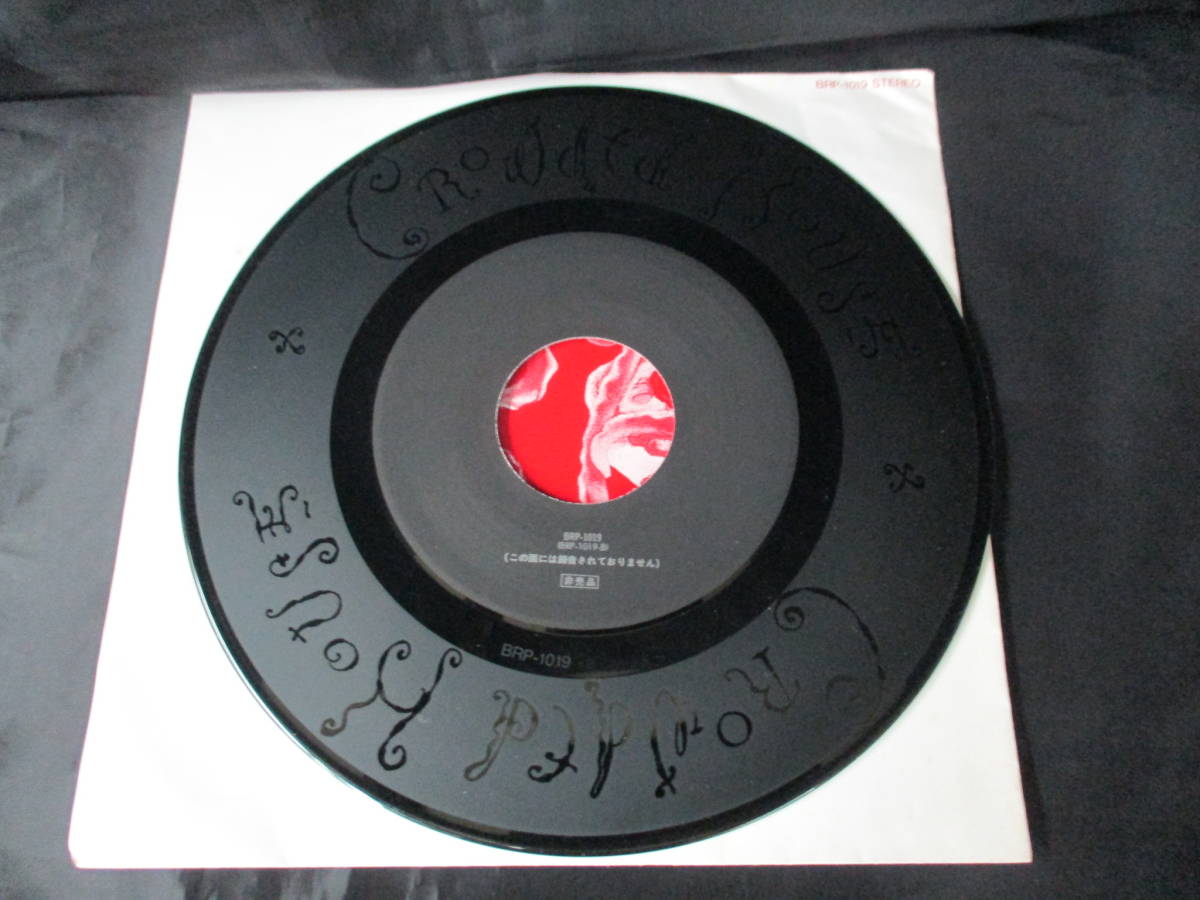 BRP-1019 STEREO
CROWDED HOUSE
BRP-1019
(BRP-1019-B)
(この面には録音されておりません)
非売品
BRP-1019
CROWDED HOUSE